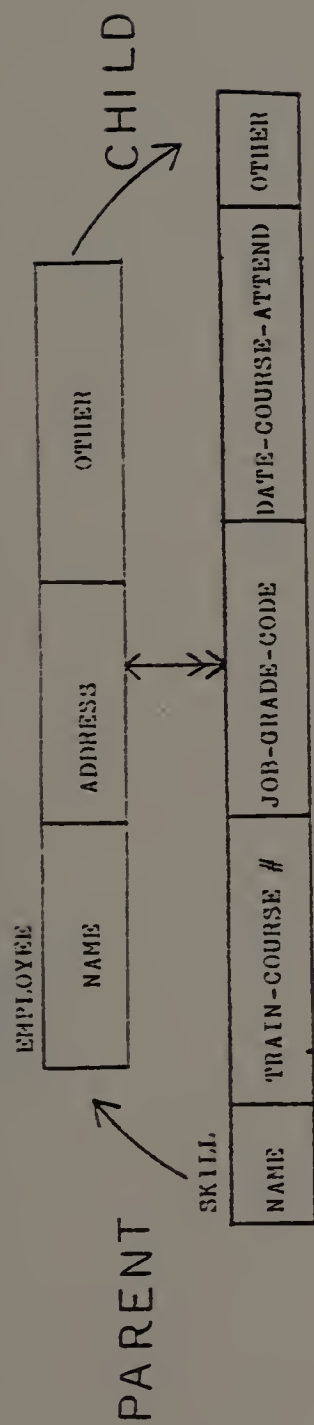 PARENT
CHILD
EMPLOYEE
NAME ADDRESS OTHER
SKILL
NAME TRAIN-COURSE # JOB-GRADE-CODE DATE-COURSE-ATTEND OTHER